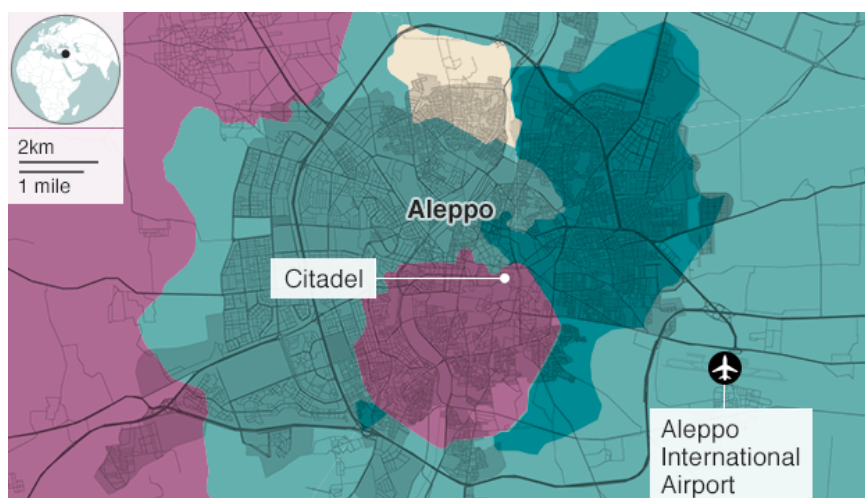 2km
1 mile
Aleppo
Citadel
Aleppo
International
Airport